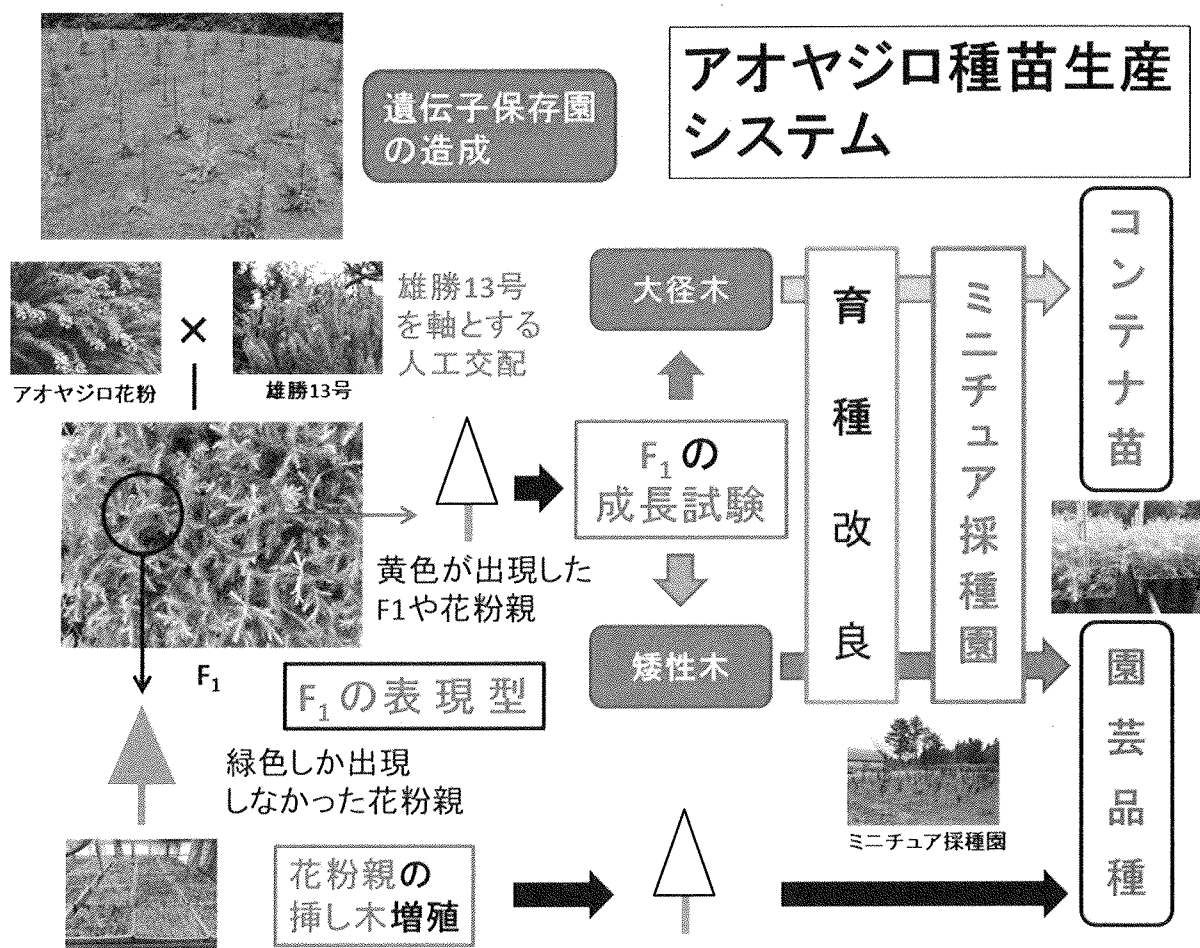 アオヤジロ種苗生産
システム
遺伝子保存園
の造成
アオヤジロ花粉
×
雄勝13号
雄勝13号
を軸とする
人工交配
F1
黄色が出現した
F1や花粉親
F1の表現型
緑色しか出現
しなかった花粉親
花粉親の
挿し木増殖
F1の
成長試験
大径木
矮性木
育種改良
ミニチュア採種園
ミニチュア採種園
コンテナ苗
園芸品種